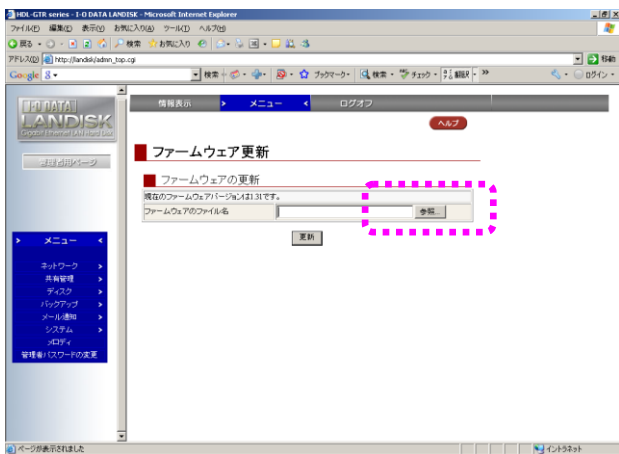 HDL-GTR series - I-O DATA LANDISK - Microsoft Internet Explorer
ファイル(F) 編集(E) 表示(V) お気に入り(A) ツール(T) ヘルプ(H)
戻る 検索 お気に入り
アドレス(D) http://landisk/admn_top.cgi 移動
Google 検索 ブックマーク 検索 チェック 翻訳 ログイン
情報表示 メニュー ログオフ
I-O DATA
LANDISK
ヘルプ
管理者用ページ
ファームウェア更新
ファームウェアの更新
現在のファームウェアバージョンは1.31です。
ファームウェアのファイル名 参照...
更新
メニュー
ネットワーク
共有管理
ディスク
バックアップ
メール通知
システム
メロディ
管理者パスワードの変更
ページが表示されました イントラネット